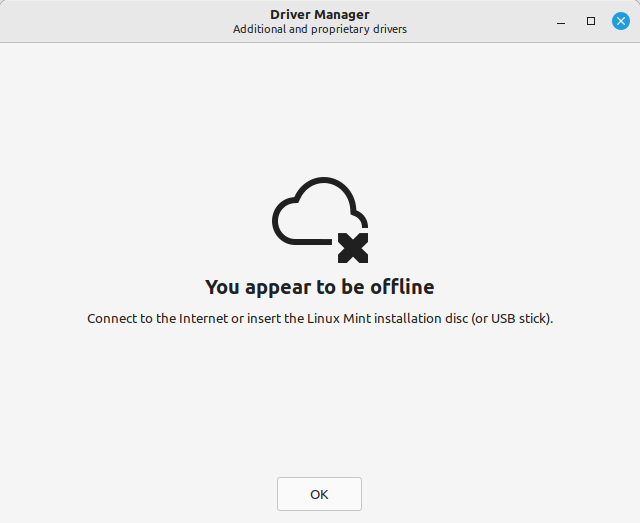 Driver Manager
Additional and proprietary drivers
You appear to be offline
Connect to the Internet or insert the Linux Mint installation disc (or USB stick).
OK